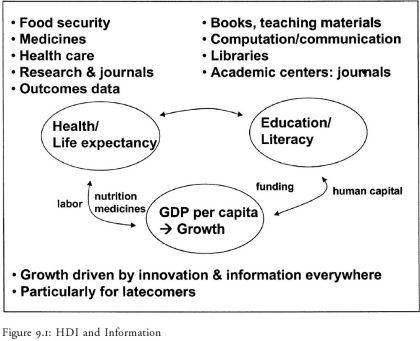 • Food security
• Medicines
• Health care
• Research & journals
• Outcomes data
• Books, teaching materials
• Computation/communication
• Libraries
• Academic centers: journals
Health/
Life expectancy
Education/
Literacy
labor
nutrition
medicines
GDP per capita
→ Growth
funding
human capital
• Growth driven by innovation & information everywhere
• Particularly for latecomers
Figure 9.1: HDI and Information